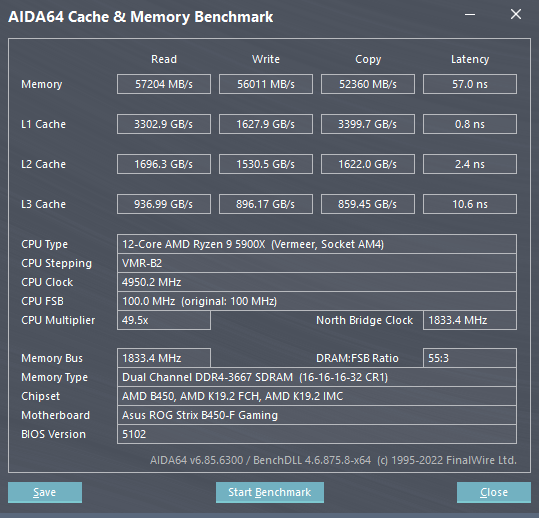 AIDA64 Cache & Memory Benchmark
Read Write Copy Latency
Memory 57204 MB/s 56011 MB/s 52360 MB/s 57.0 ns
L1 Cache 3302.9 GB/s 1627.9 GB/s 3399.7 GB/s 0.8 ns
L2 Cache 1696.3 GB/s 1530.5 GB/s 1622.0 GB/s 2.4 ns
L3 Cache 936.99 GB/s 896.17 GB/s 859.45 GB/s 10.6 ns
CPU Type 12-Core AMD Ryzen 9 5900X (Vermeer, Socket AM4)
CPU Stepping VMR-B2
CPU Clock 4950.2 MHz
CPU FSB 100.0 MHz (original: 100 MHz)
CPU Multiplier 49.5x North Bridge Clock 1833.4 MHz
Memory Bus 1833.4 MHz DRAM:FSB Ratio 55:3
Memory Type Dual Channel DDR4-3667 SDRAM (16-16-16-32 CR1)
Chipset AMD B450, AMD K19.2 FCH, AMD K19.2 IMC
Motherboard Asus ROG Strix B450-F Gaming
BIOS Version 5102
AIDA64 v6.85.6300 / BenchDLL 4.6.875.8-x64 (c) 1995-2022 FinalWire Ltd.
Save Start Benchmark Close